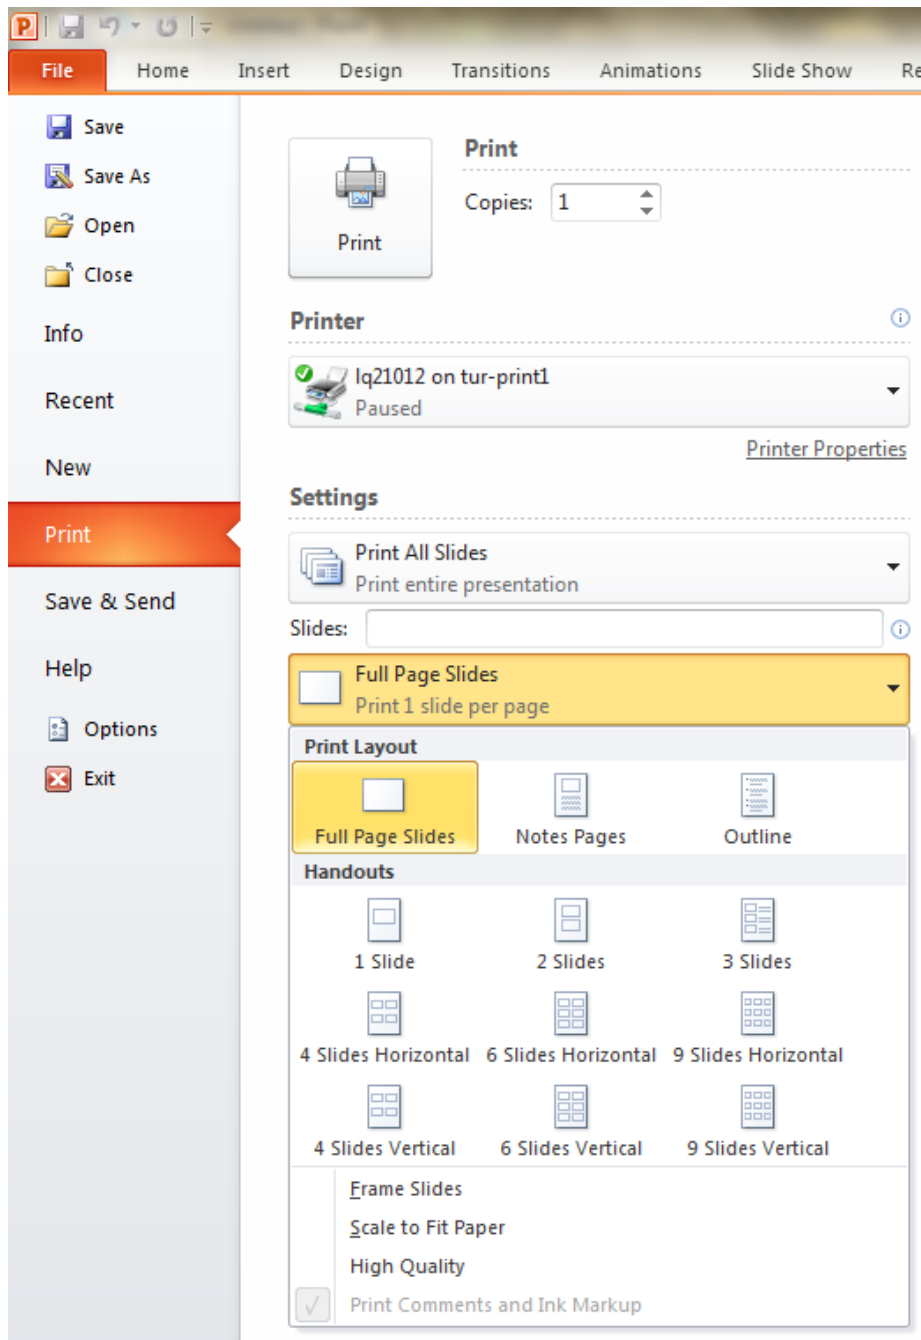 P
File Home Insert Design Transitions Animations Slide Show Re
Save
Save As
Open
Close
Info
Recent
New
Print
Save & Send
Help
Options
Exit
Print
Print
Copies: 1
Printer
lq21012 on tur-print1
Paused
Printer Properties
Settings
Print All Slides
Print entire presentation
Slides:
Full Page Slides
Print 1 slide per page
Print Layout
Full Page Slides Notes Pages Outline
Handouts
1 Slide 2 Slides 3 Slides
4 Slides Horizontal 6 Slides Horizontal 9 Slides Horizontal
4 Slides Vertical 6 Slides Vertical 9 Slides Vertical
Frame Slides
Scale to Fit Paper
High Quality
Print Comments and Ink Markup